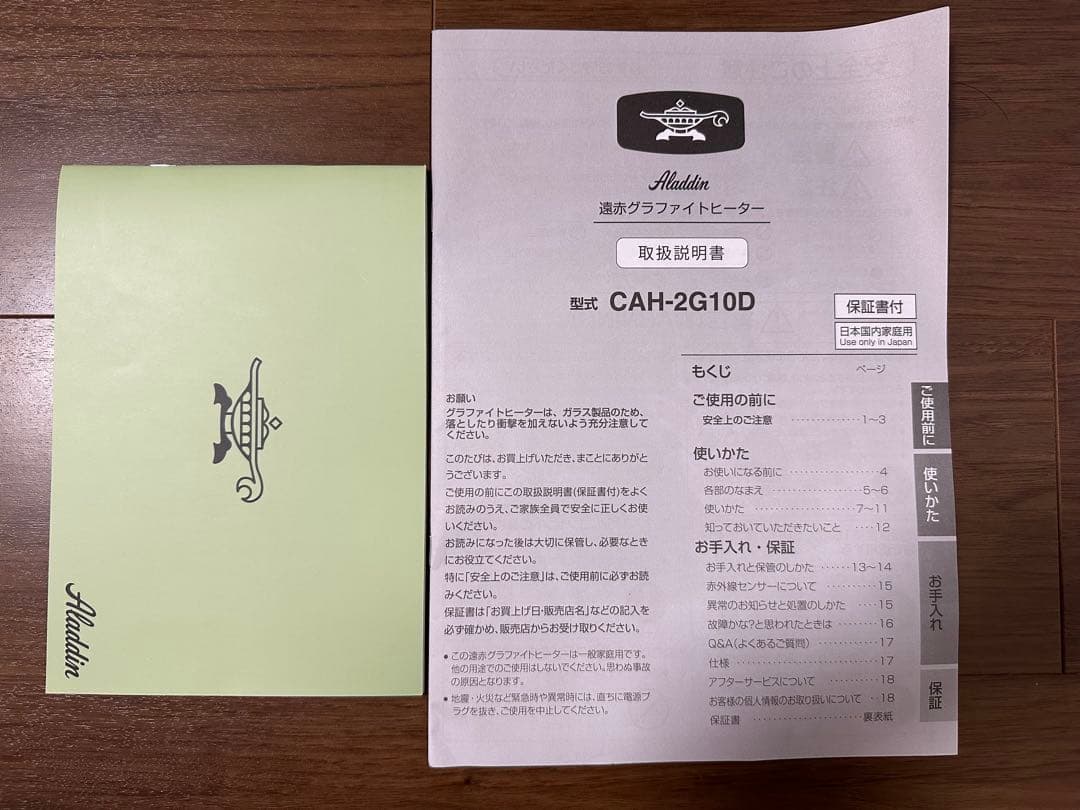 Aladdin
Aladdin
遠赤グラファイトヒーター
取扱説明書
型式 CAH-2G10D
保証書付
日本国内家庭用
Use only in Japan
お願い
グラファイトヒーターは、ガラス製品のため、
落としたり衝撃を加えないよう充分注意して
ください。
このたびは、お買上げいただき、まことにありがと
うございます。
ご使用の前にこの取扱説明書(保証書付)をよく
お読みのうえ、ご家族全員で安全に正しくお使
いください。
お読みになった後は大切に保管し、必要なとき
にお役立てください。
特に「安全上のご注意」は、ご使用前に必ずお読
みください。
保証書は「お買上げ日・販売店名」などの記入を
必ず確かめ、販売店からお受け取りください。
● この遠赤グラファイトヒーターは一般家庭用です。
他の用途でのご使用はしないでください。思わぬ事故
の原因となります。
● 地震・火災など緊急時や異常時には、直ちに電源プ
ラグを抜き、ご使用を中止してください。
もくじ ページ
ご使用の前に
安全上のご注意 ・・・・・・・・・・・・・ 1~3
使いかた
お使いになる前に ・・・・・・・・・・・・・・・ 4
各部のなまえ ・・・・・・・・・・・・・・・ 5~6
使いかた ・・・・・・・・・・・・・・・・・ 7~11
知っておいていただきたいこと ・・・・ 12
お手入れ・保証
お手入れと保管のしかた ・・・・・・ 13~14
赤外線センサーについて ・・・・・・・・・・ 15
異常のお知らせと処置のしかた ・・・・ 15
故障かな?と思われたときは ・・・・・・・ 16
Q&A(よくあるご質問) ・・・・・・・・・・ 17
仕様 ・・・・・・・・・・・・・・・・・・・・・ 17
アフターサービスについて ・・・・・・・・ 18
お客様の個人情報のお取り扱いについて ・・ 18
保証書 ・・・・・・・・・・・・・・・・・・ 裏表紙
ご使用前に
使いかた
お手入れ
保証